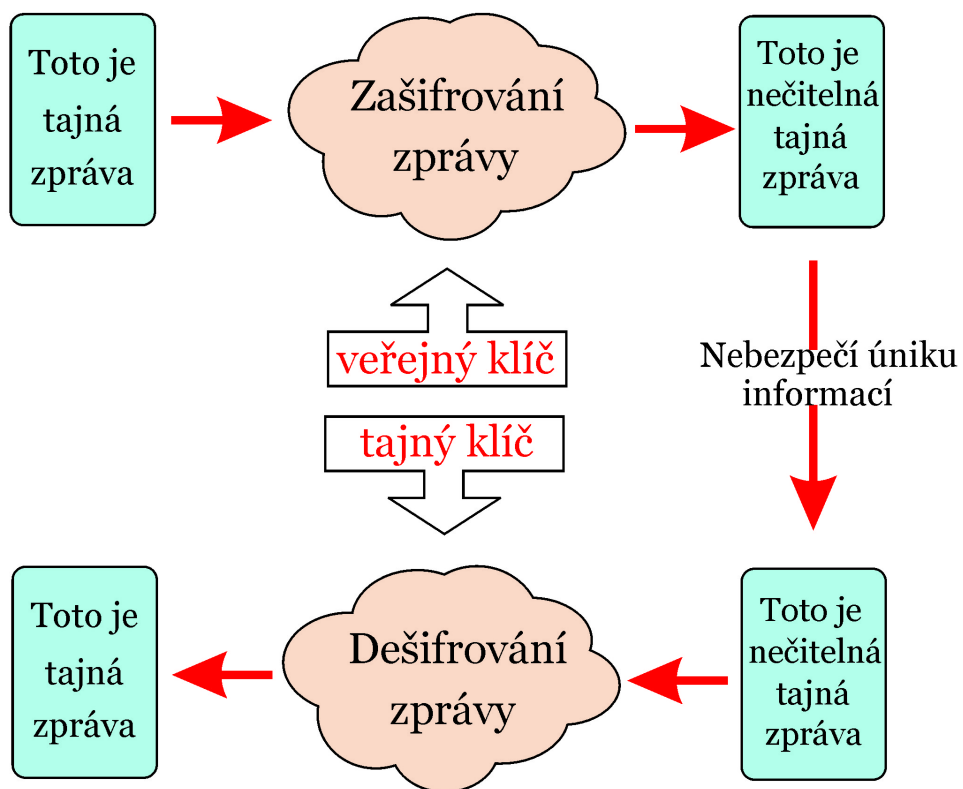 Toto je
tajná
zpráva
Zašifrování
zprávy
Toto je
nečitelná
tajná
zpráva
veřejný klíč
Nebezpečí úniku
informací
tajný klíč
Toto je
tajná
zpráva
Dešifrování
zprávy
Toto je
nečitelná
tajná
zpráva